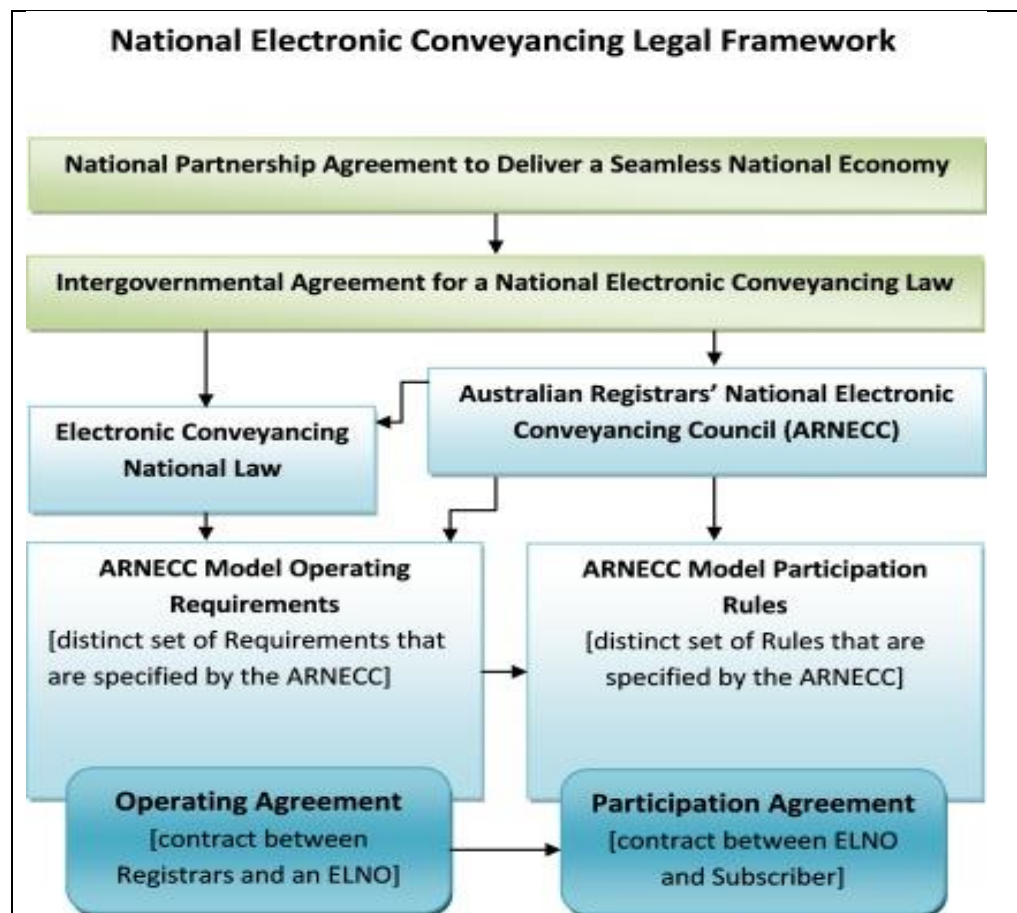 National Electronic Conveyancing Legal Framework
National Partnership Agreement to Deliver a Seamless National Economy
Intergovernmental Agreement for a National Electronic Conveyancing Law
Australian Registrars’ National Electronic
Conveyancing Council (ARNECC)
Electronic Conveyancing
National Law
ARNECC Model Operating
Requirements
[distinct set of Requirements that
are specified by the ARNECC]
ARNECC Model Participation
Rules
[distinct set of Rules that are
specified by the ARNECC]
Operating Agreement
[contract between
Registrars and an ELNO]
Participation Agreement
[contract between ELNO
and Subscriber]